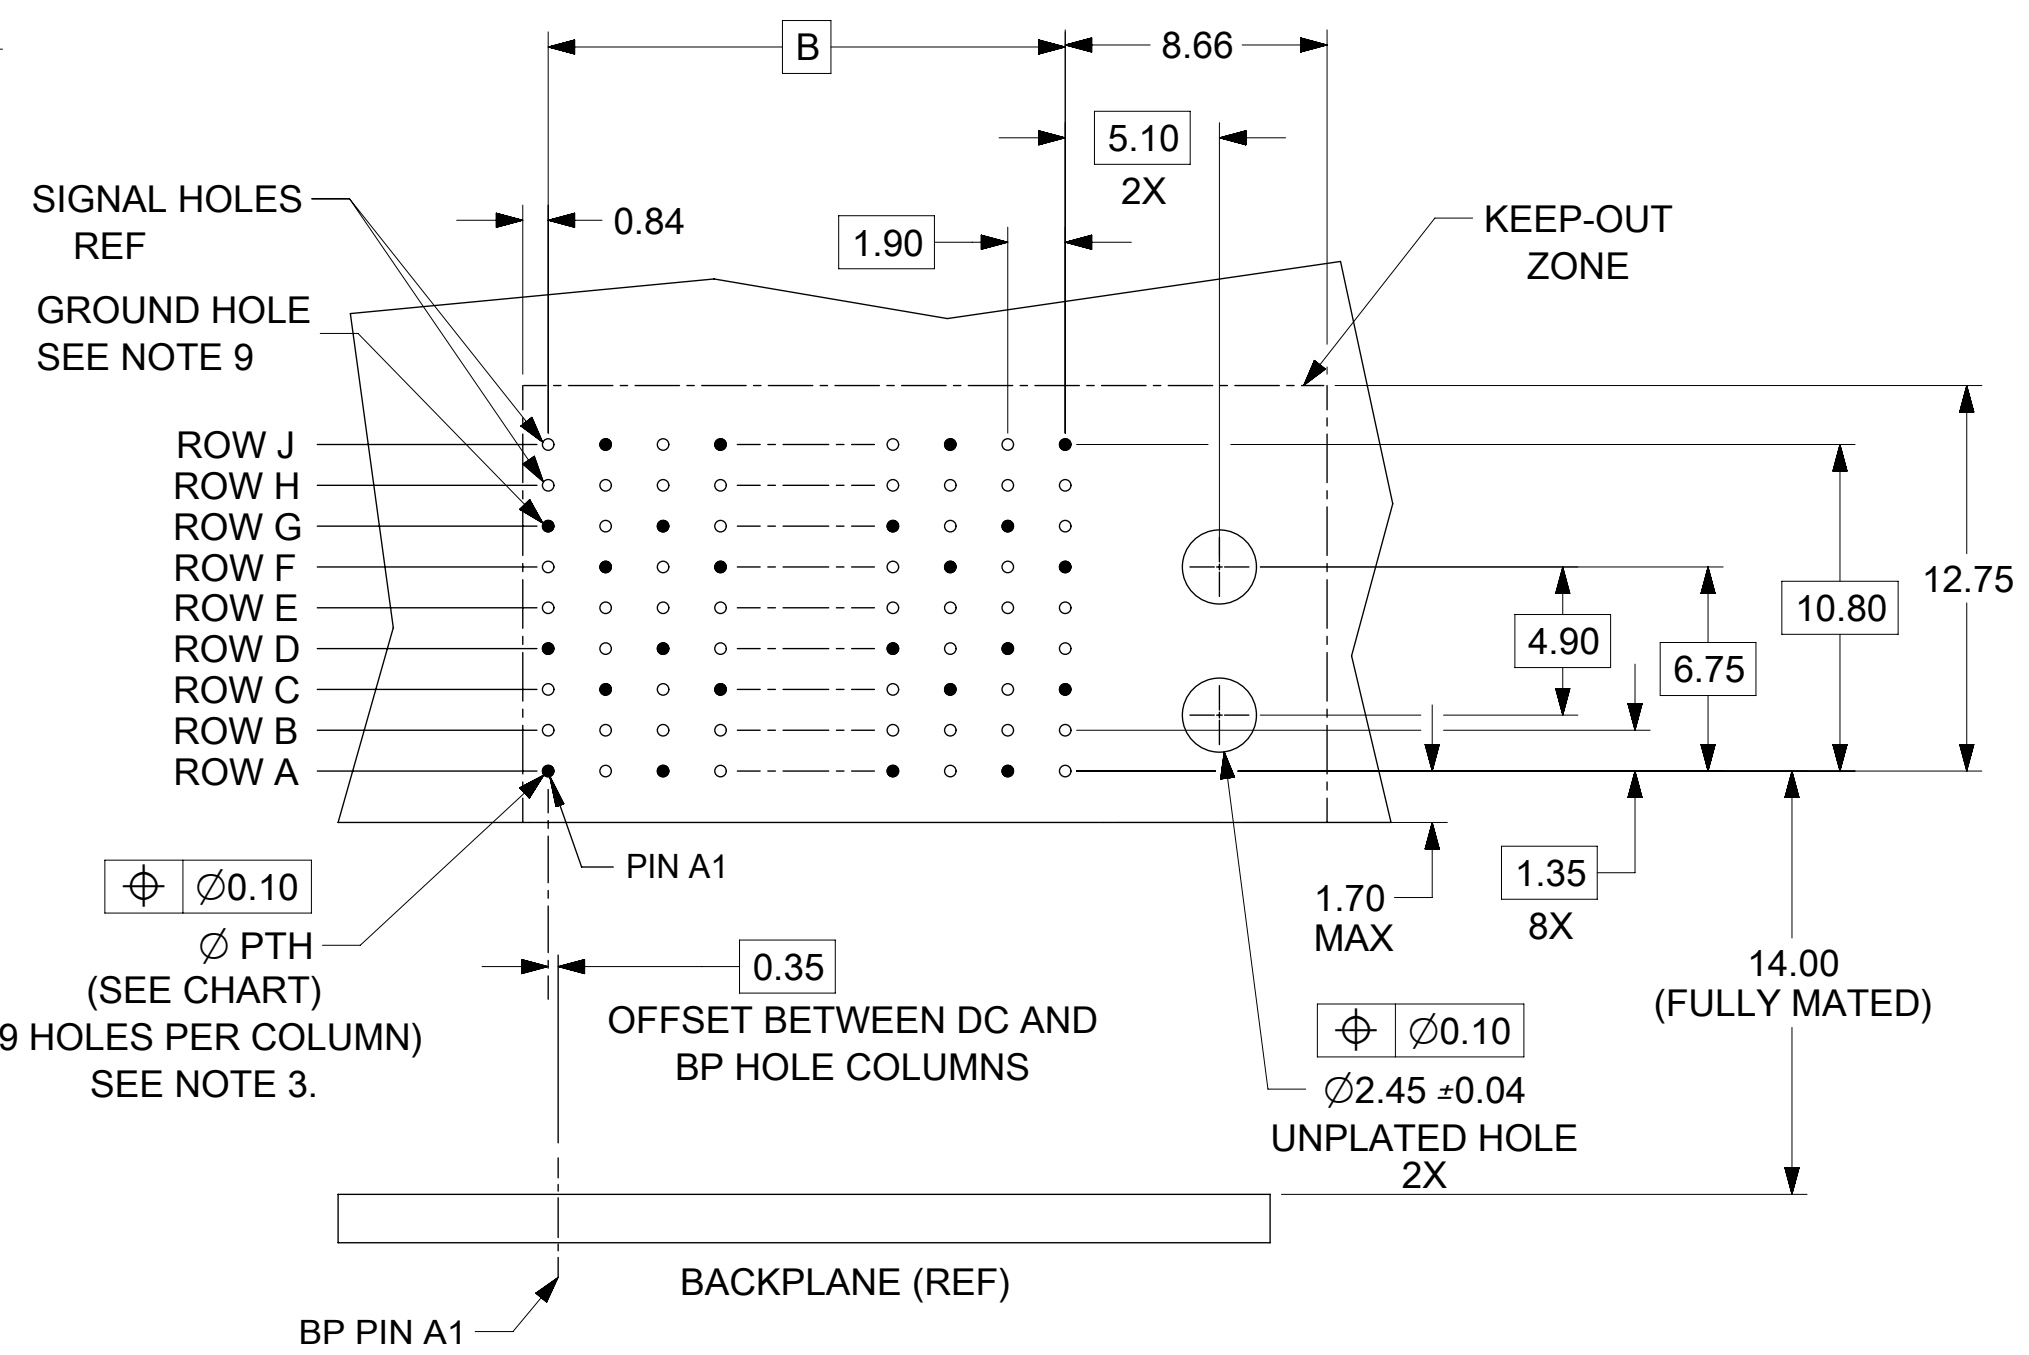 B
8.66
5.10
2X
SIGNAL HOLES
REF
0.84
1.90
KEEP-OUT
ZONE
GROUND HOLE
SEE NOTE 9
ROW J
ROW H
ROW G
ROW F
ROW E
ROW D
ROW C
ROW B
ROW A
12.75
10.80
4.90
6.75
PIN A1
⌖ ∅0.10
∅ PTH
(SEE CHART)
9 HOLES PER COLUMN)
SEE NOTE 3.
1.70
MAX
1.35
8X
0.35
OFFSET BETWEEN DC AND
BP HOLE COLUMNS
14.00
(FULLY MATED)
⌖ ∅0.10
∅2.45 ±0.04
UNPLATED HOLE
2X
BACKPLANE (REF)
BP PIN A1